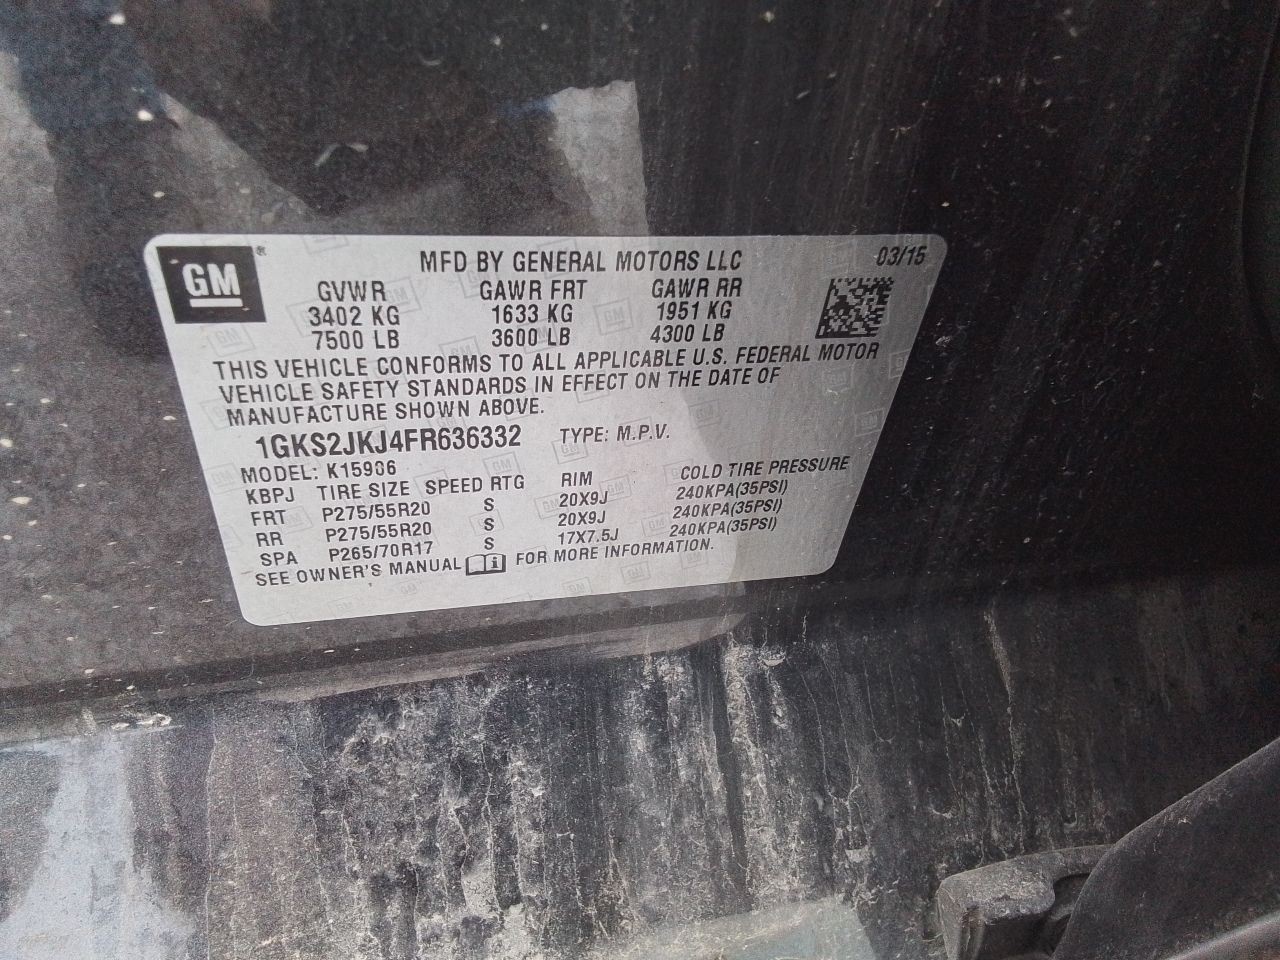 GM®
MFD BY GENERAL MOTORS LLC 03/15
GVWR GAWR FRT GAWR RR
3402 KG 1633 KG 1951 KG
7500 LB 3600 LB 4300 LB
THIS VEHICLE CONFORMS TO ALL APPLICABLE U.S. FEDERAL MOTOR
VEHICLE SAFETY STANDARDS IN EFFECT ON THE DATE OF
MANUFACTURE SHOWN ABOVE.
1GKS2JKJ4FR636332 TYPE: M.P.V.
MODEL: K15906
KBPJ TIRE SIZE SPEED RTG RIM COLD TIRE PRESSURE
FRT P275/55R20 S 20X9J 240KPA(35PSI)
RR P275/55R20 S 20X9J 240KPA(35PSI)
SPA P265/70R17 S 17X7.5J 240KPA(35PSI)
SEE OWNER'S MANUAL FOR MORE INFORMATION.